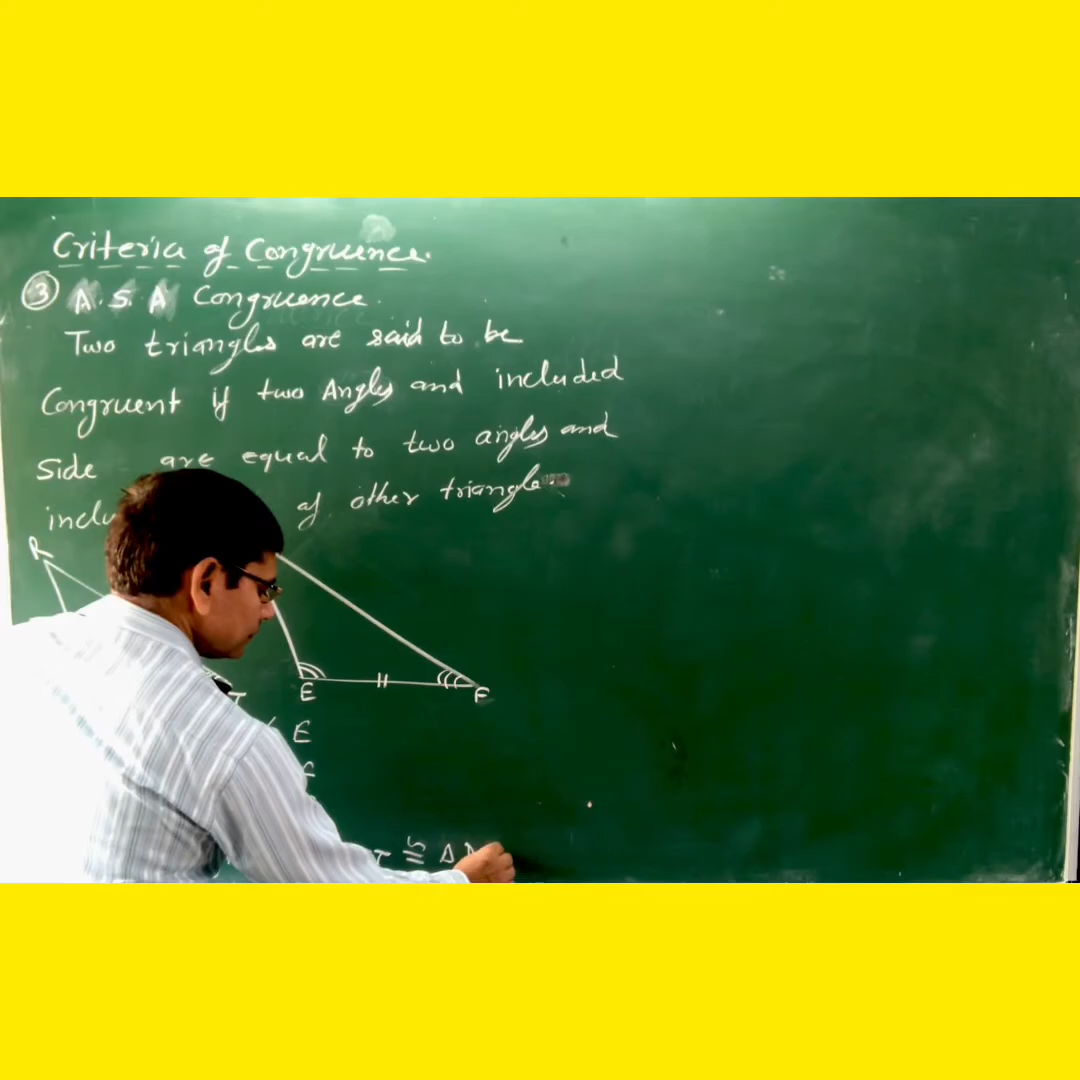 Criteria of Congruence.
③ A.S.A Congruence.
Two triangles are said to be
Congruent if two Angles and included
Side are equal to two angles and
inclu of other triangle.
R
E F
T
∠ E
F
T ≅ Δ D